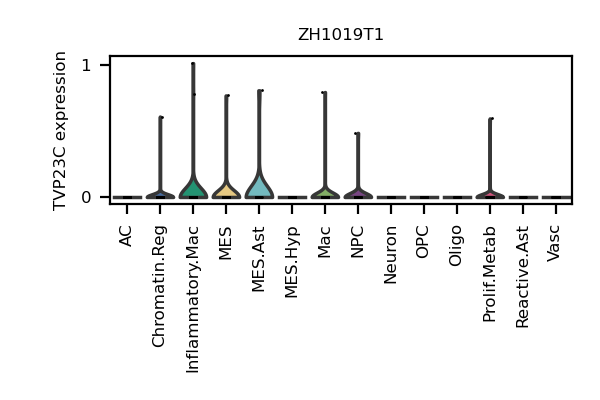 ZH1019T1
TVP23C expression
1
0
AC
Chromatin.Reg
Inflammatory.Mac
MES
MES.Ast
MES.Hyp
Mac
NPC
Neuron
OPC
Oligo
Prolif.Metab
Reactive.Ast
Vasc